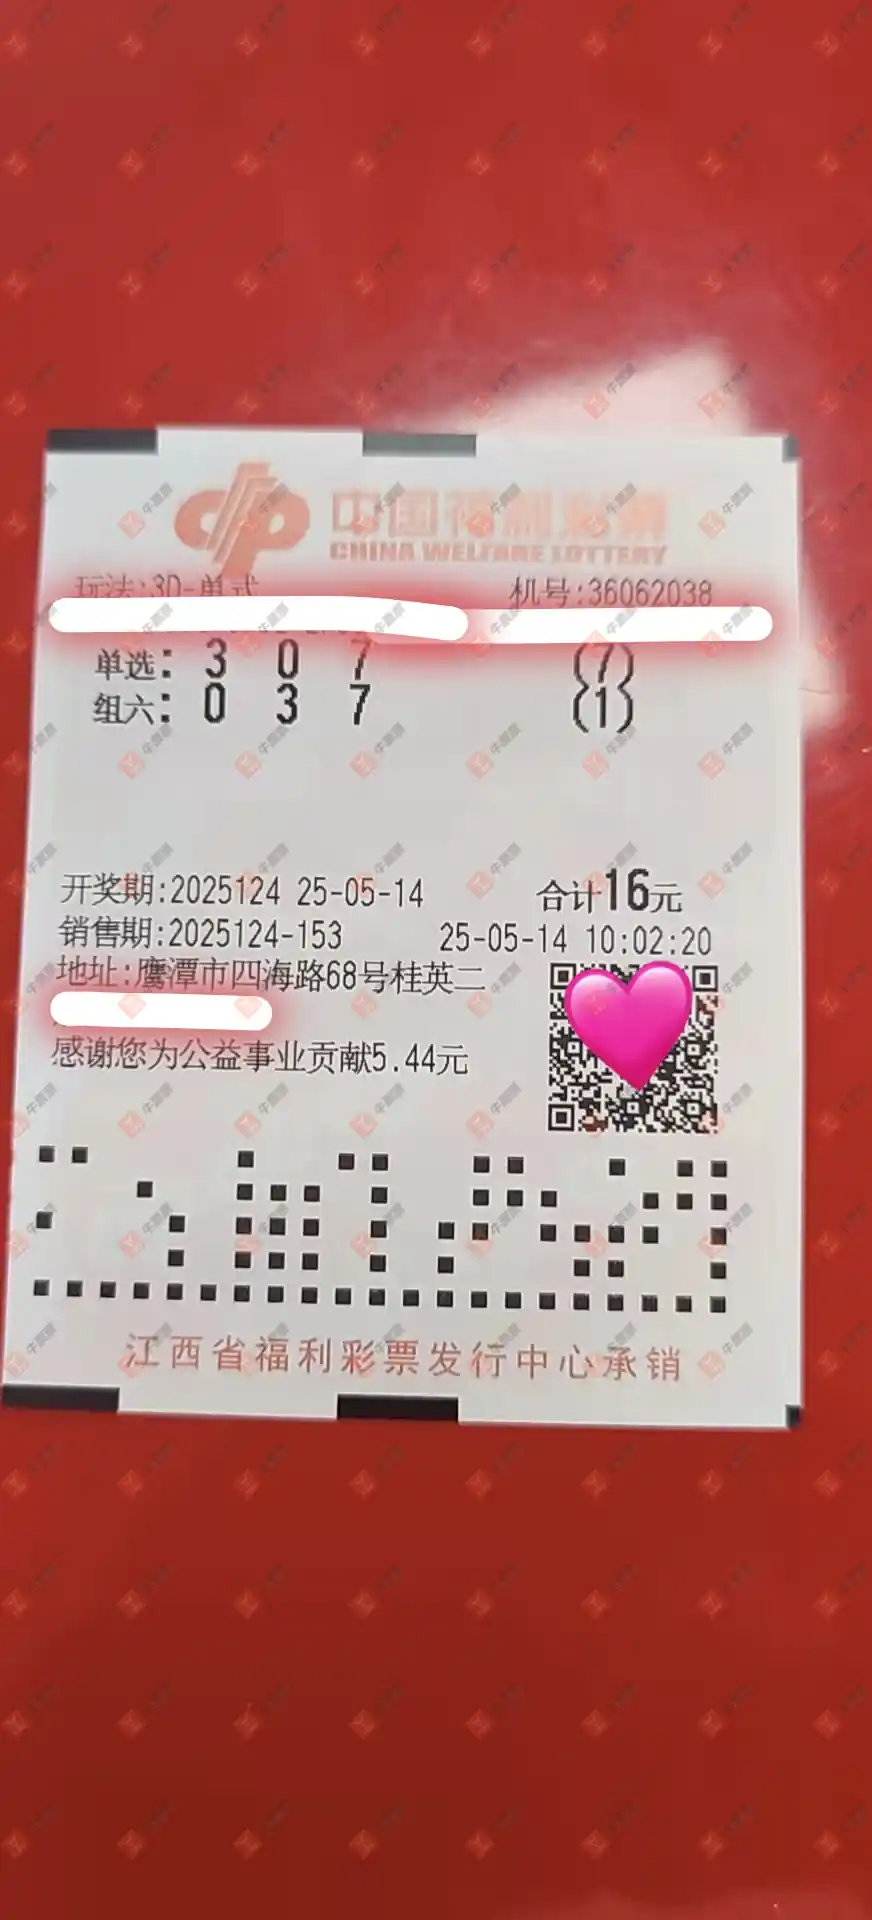 中国福利彩票
CHINA WELFARE LOTTERY
玩法:3D-单式 机号:36062038
单选: 3 0 7 (7)
组六: 0 3 7 (1)
开奖期:2025124 25-05-14 合计16元
销售期:2025124-153 25-05-14 10:02:20
地址:鹰潭市四海路68号桂英二
感谢您为公益事业贡献5.44元
江西省福利彩票发行中心承销